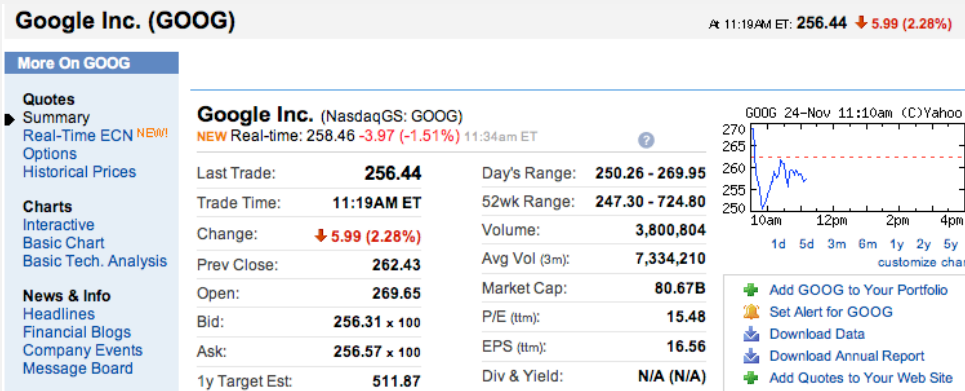 Google Inc. (GOOG)
At 11:19AM ET: 256.44 5.99 (2.28%)
More On GOOG
Quotes
Summary
Real-Time ECN NEW!
Options
Historical Prices
Charts
Interactive
Basic Chart
Basic Tech. Analysis
News & Info
Headlines
Financial Blogs
Company Events
Message Board
Google Inc. (NasdaqGS: GOOG)
NEW Real-time: 258.46 -3.97 (-1.51%) 11:34am ET
?
Last Trade: 256.44
Trade Time: 11:19AM ET
Change: 5.99 (2.28%)
Prev Close: 262.43
Open: 269.65
Bid: 256.31 x 100
Ask: 256.57 x 100
1y Target Est: 511.87
Day's Range: 250.26 - 269.95
52wk Range: 247.30 - 724.80
Volume: 3,800,804
Avg Vol (3m): 7,334,210
Market Cap: 80.67B
P/E (ttm): 15.48
EPS (ttm): 16.56
Div & Yield: N/A (N/A)
GOOG 24-Nov 11:10am (C)Yahoo
270
265
260
255
250
10am 12pm 2pm 4pm
1d 5d 3m 6m 1y 2y 5y
customize char
Add GOOG to Your Portfolio
Set Alert for GOOG
Download Data
Download Annual Report
Add Quotes to Your Web Site